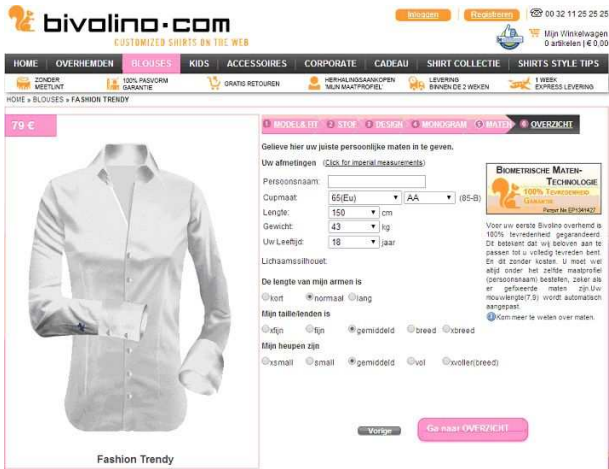 bivolino.com
CUSTOMIZED SHIRTS ON THE WEB
Inloggen
Registreren
00 32 11 25 25 25
Mijn Winkelwagen
0 artikelen | € 0,00
HOME OVERHEMDEN BLOUSES KIDS ACCESSOIRES CORPORATE CADEAU SHIRT COLLECTIE SHIRTS STYLE TIPS
ZONDER MEETLINT
100% PASVORM GARANTIE
GRATIS RETOUREN
HERHALINGSAANKOPEN 'MIJN MAATPROFIEL'
LEVERING BINNEN DE 2 WEKEN
1 WEEK EXPRESS LEVERING
HOME » BLOUSES » FASHION TRENDY
79 €
1 MODEL & FIT 2 STOF 3 DESIGN 4 MONOGRAM 5 MATEN 6 OVERZICHT
Gelieve hier uw juiste persoonlijke maten in te geven.
Uw afmetingen (Click for imperial measurements)
Persoonsnaam:
Cupmaat 65(Eu) AA (85-B)
Lengte: 150 cm
Gewicht: 43 kg
Uw Leeftijd: 18 jaar
Lichaamssilhouet:
De lengte van mijn armen is
kort normaal lang
Mijn taille/lenden is
xfijn fijn gemiddeld breed xbreed
Mijn heupen zijn
xsmall small gemiddeld vol xvoller(breed)
BIOMETRISCHE MATEN-
TECHNOLOGIE
100% TEVREDENHEID
GARANTIE
Patent Nr EP1341427
Voor uw eerste Bivolino overhemd is
100% tevredenheid gegarandeerd.
Dit betekent dat wij beloven aan te
passen tot u volledig tevreden bent.
En dit zonder kosten. U moet wel
altijd onder het zelfde maatprofiel
(persoonsnaam) bestellen, zeker als
er gefixeerde maten zijn.Uw
mouwlengte(7,9) wordt automatisch
aangepast.
Kom meer te weten over maten.
Vorige
Ga naar OVERZICHT
Fashion Trendy